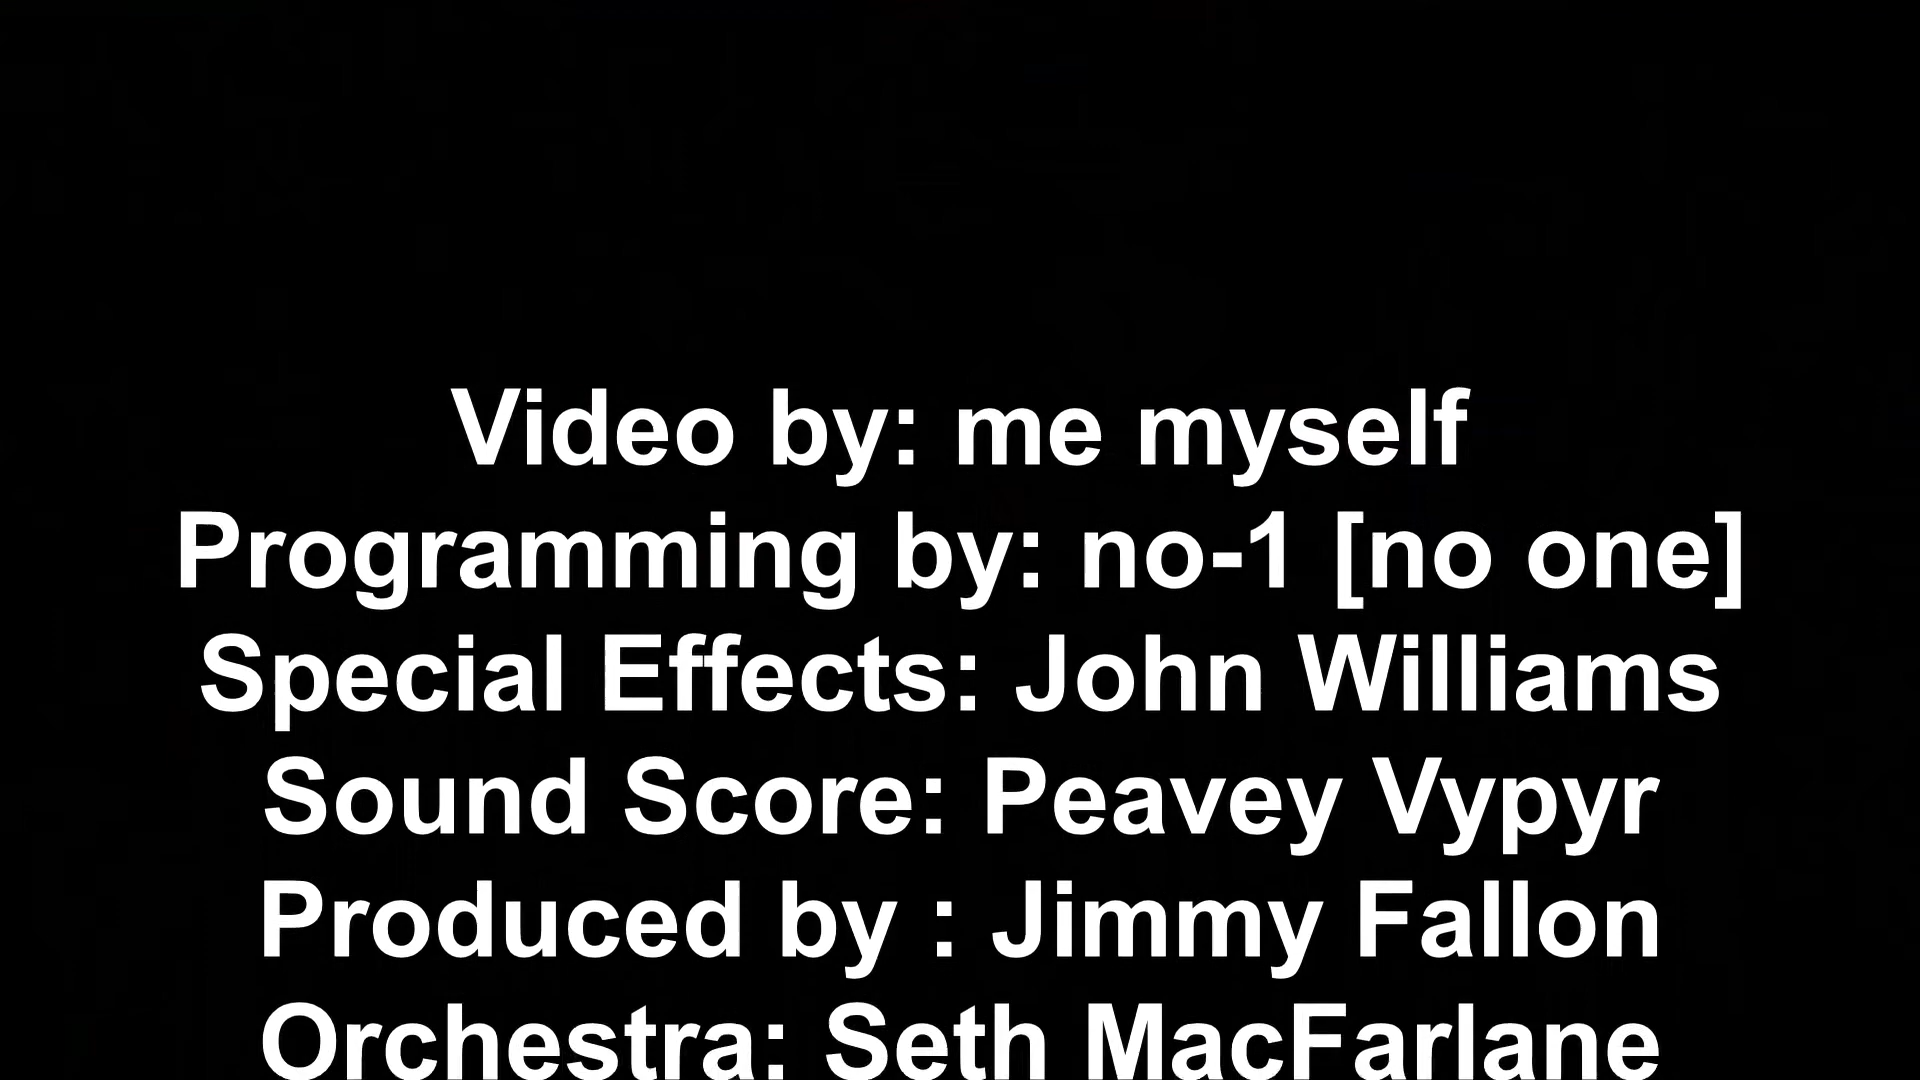 Video by: me myself
Programming by: no-1 [no one]
Special Effects: John Williams
Sound Score: Peavey Vypyr
Produced by : Jimmy Fallon
Orchestra: Seth MacFarlane